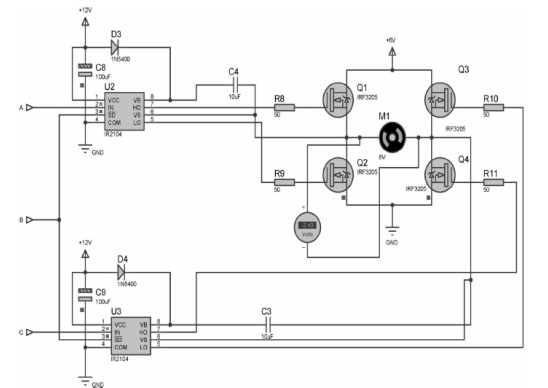 +12V
D3
1N5400
C8
100uF
U2
1 VCC VB 8
2 IN HO 7
3 SD VS 6
4 COM LO 5
IR2104
GND
C4
10uF
R8
50
R9
50
Q1
IRF3205
Q2
IRF3205
+6V
Q3
IRF3205
Q4
IRF3205
M1
6V
R10
50
R11
50
Volts
GND
A
B
C
+12V
D4
1N5400
C9
100uF
U3
1 VCC VB 8
2 IN HO 7
3 SD VS 6
4 COM LO 5
IR2104
GND
C3
10uF